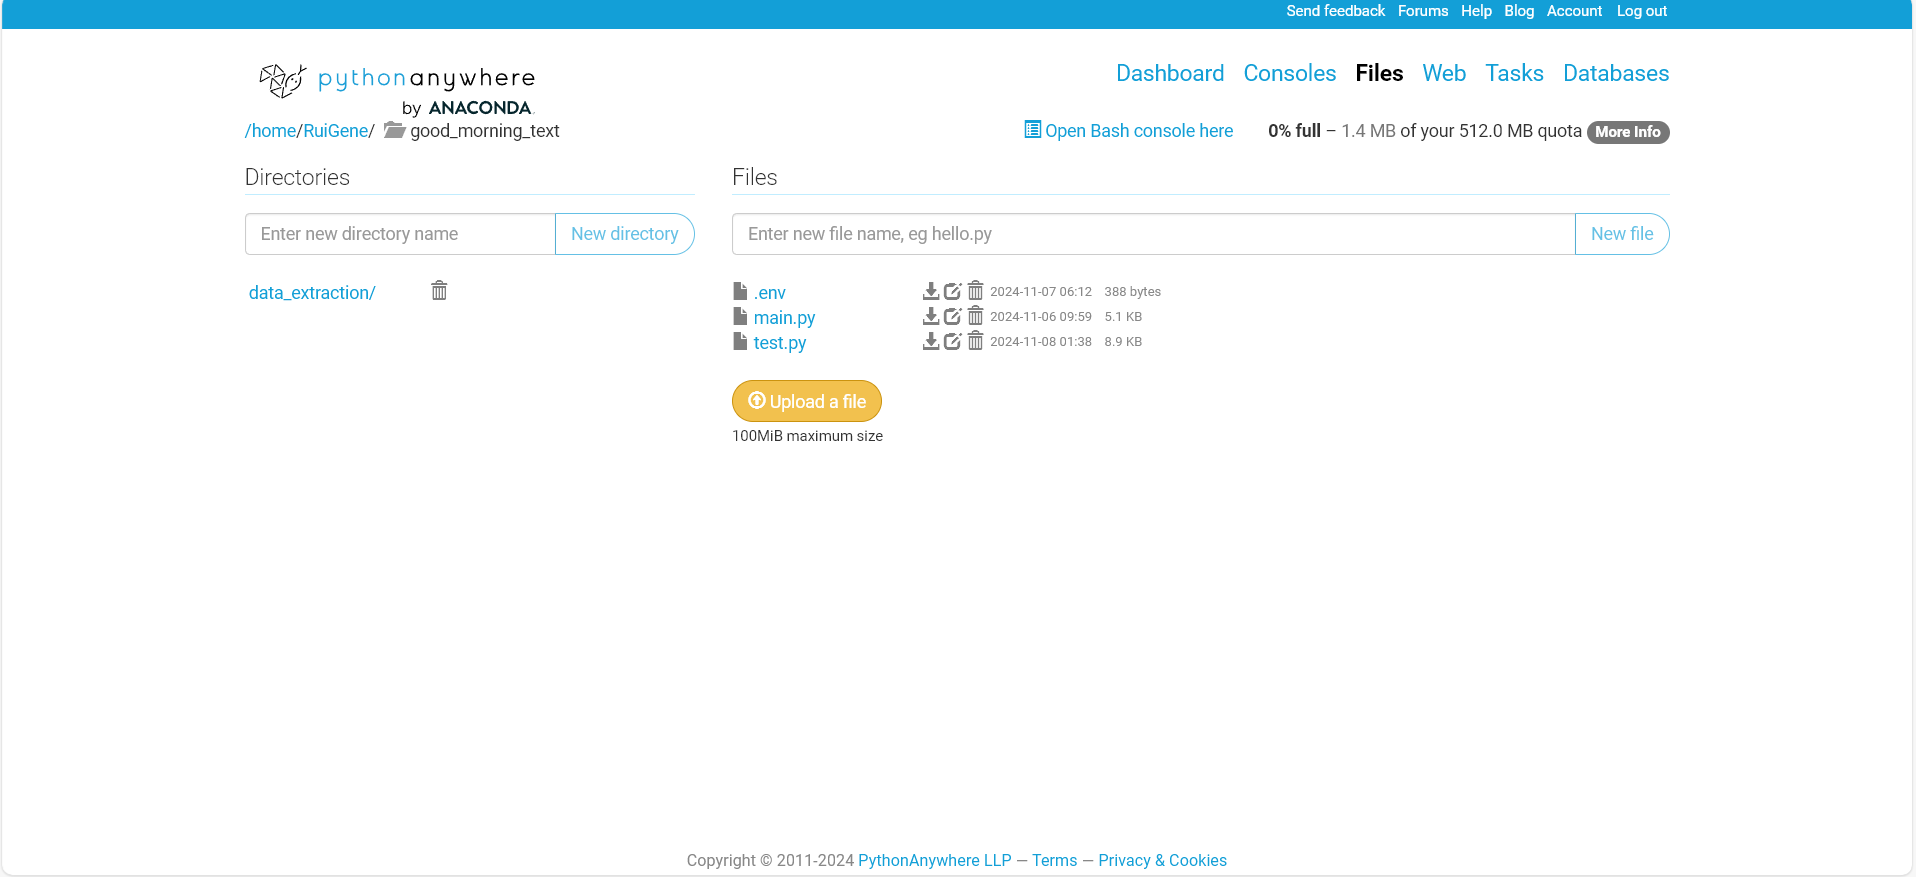 Send feedback Forums Help Blog Account Log out
pythonanywhere
by ANACONDA.
Dashboard Consoles Files Web Tasks Databases
/home/RuiGene/ good_morning_text
Open Bash console here 0% full – 1.4 MB of your 512.0 MB quota More Info
Directories
Enter new directory name New directory
data_extraction/
Files
Enter new file name, eg hello.py New file
.env 2024-11-07 06:12 388 bytes
main.py 2024-11-06 09:59 5.1 KB
test.py 2024-11-08 01:38 8.9 KB
Upload a file
100MiB maximum size
Copyright © 2011-2024 PythonAnywhere LLP — Terms — Privacy & Cookies